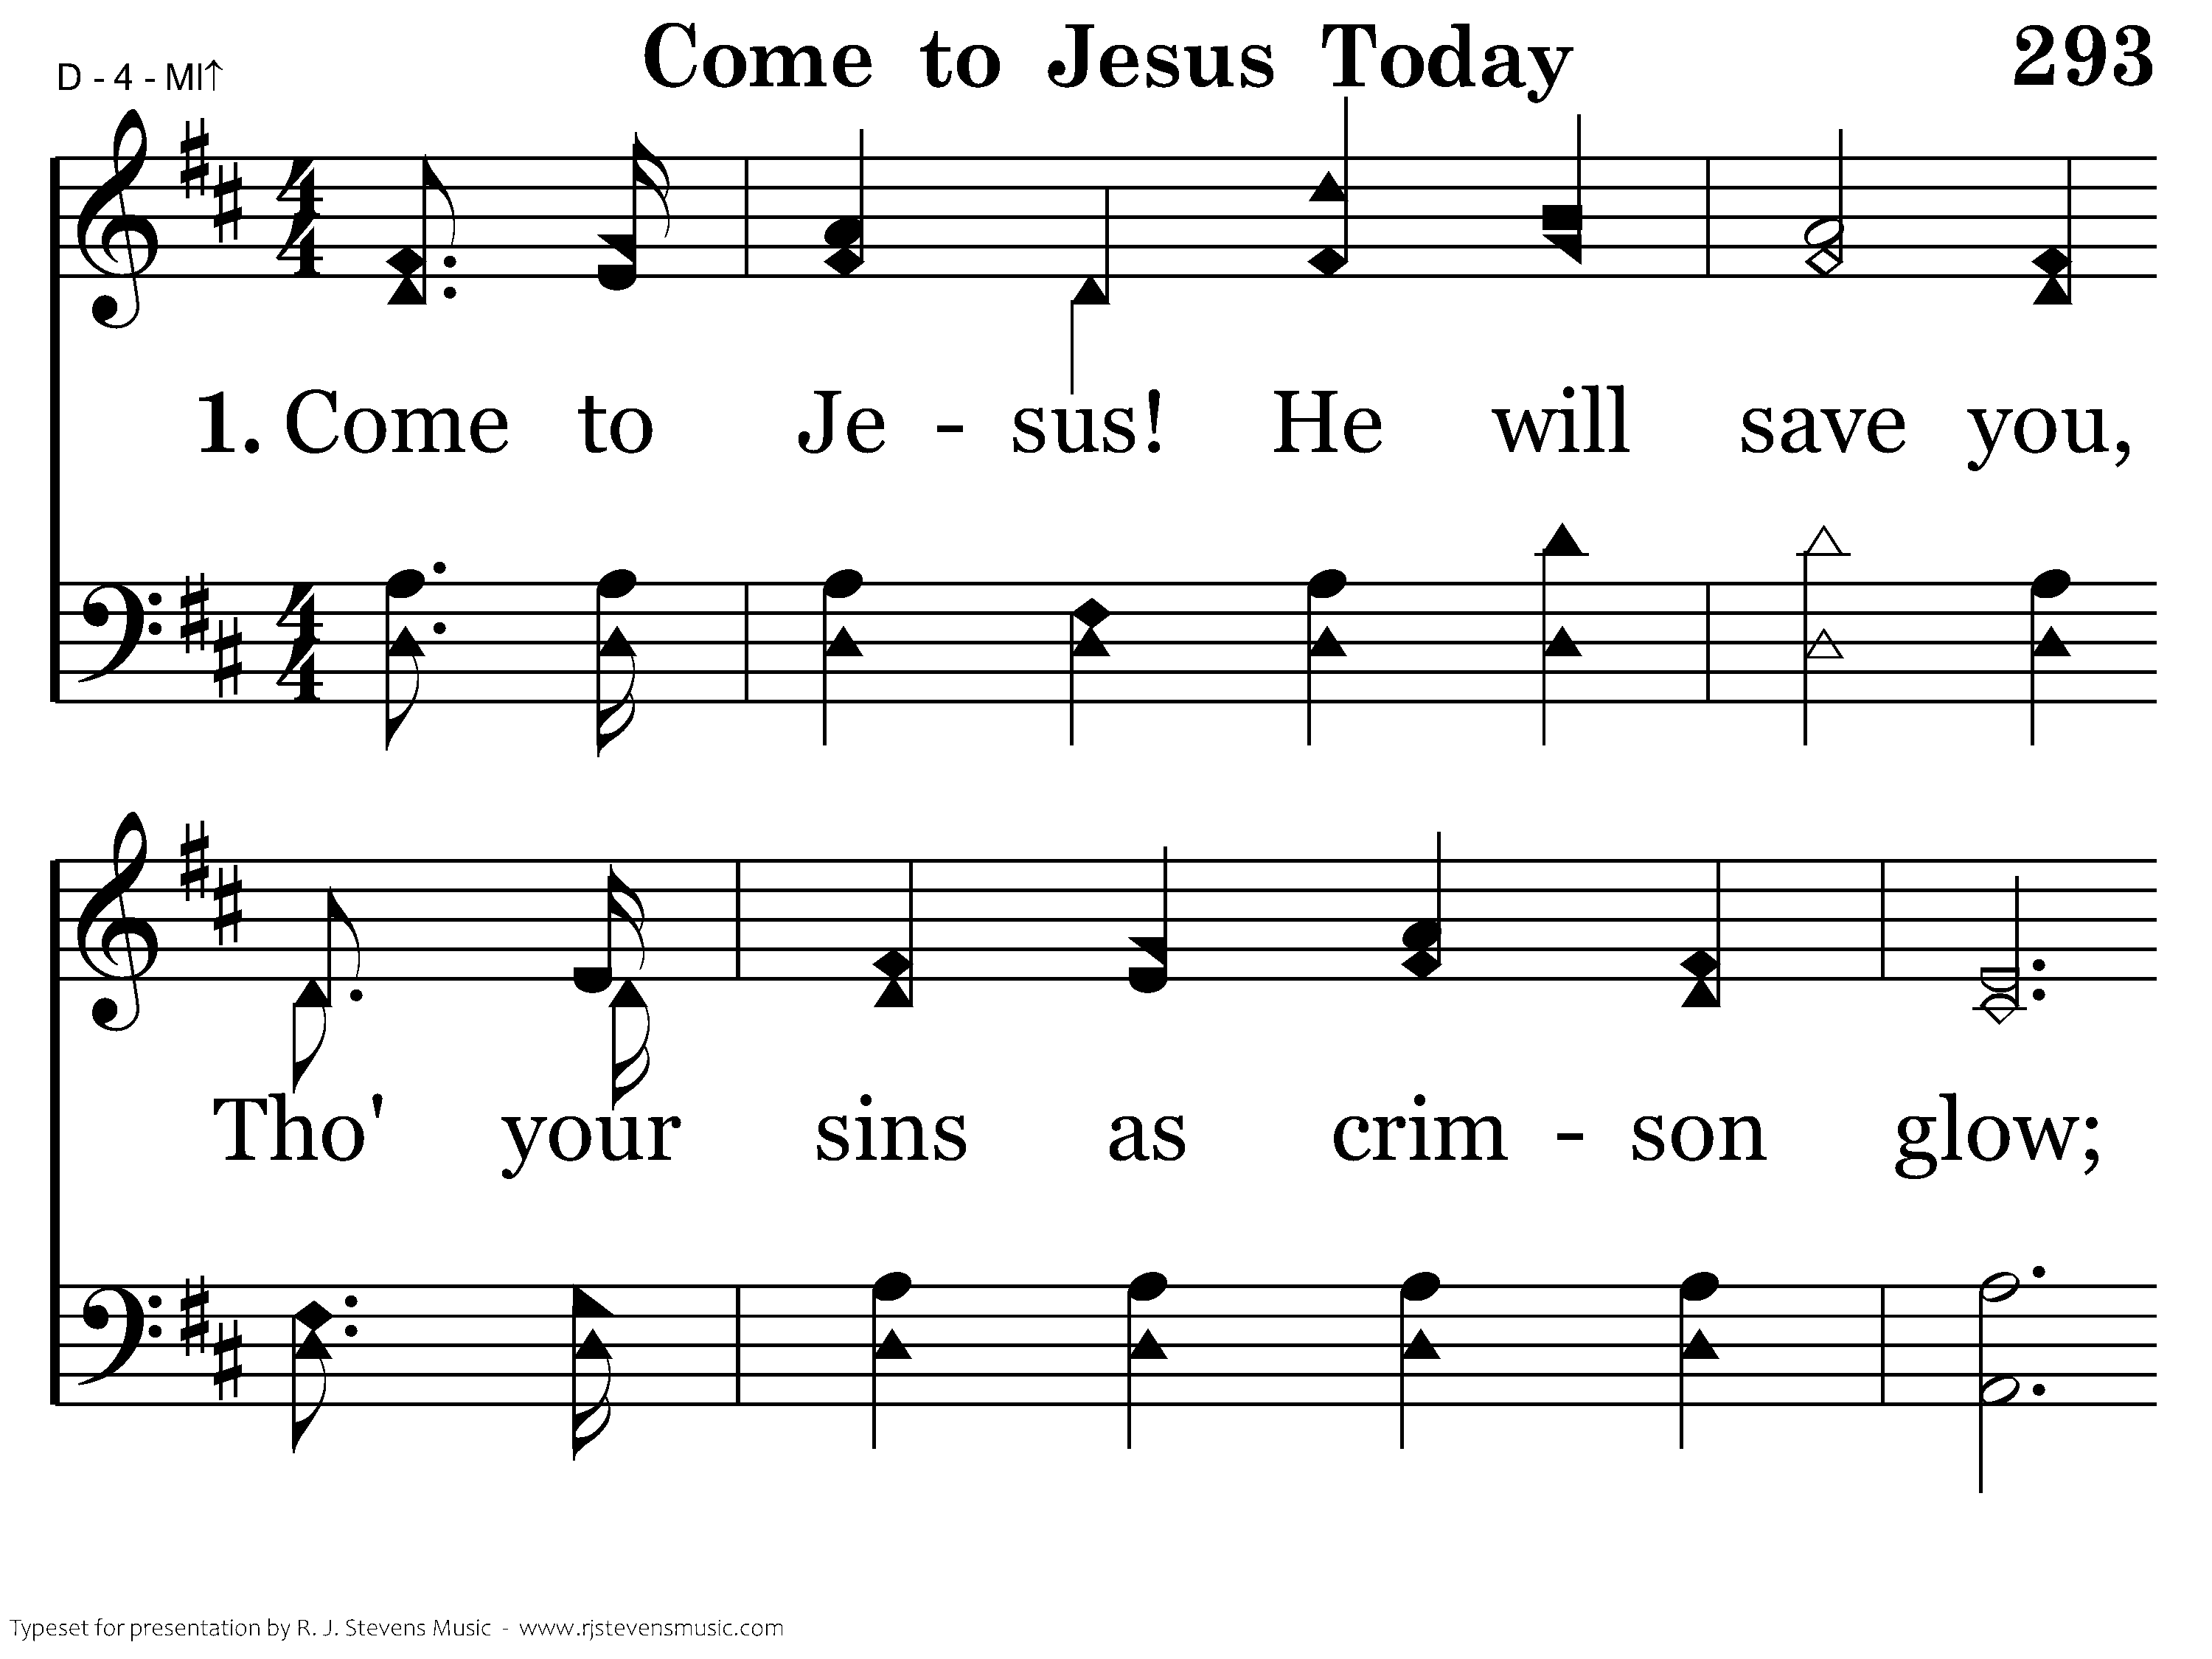 Come to Jesus Today 293
D - 4 - MI↑
1. Come to Je - sus! He will save you,
Tho' your sins as crim - son glow;
Typeset for presentation by R. J. Stevens Music - www.rjstevensmusic.com